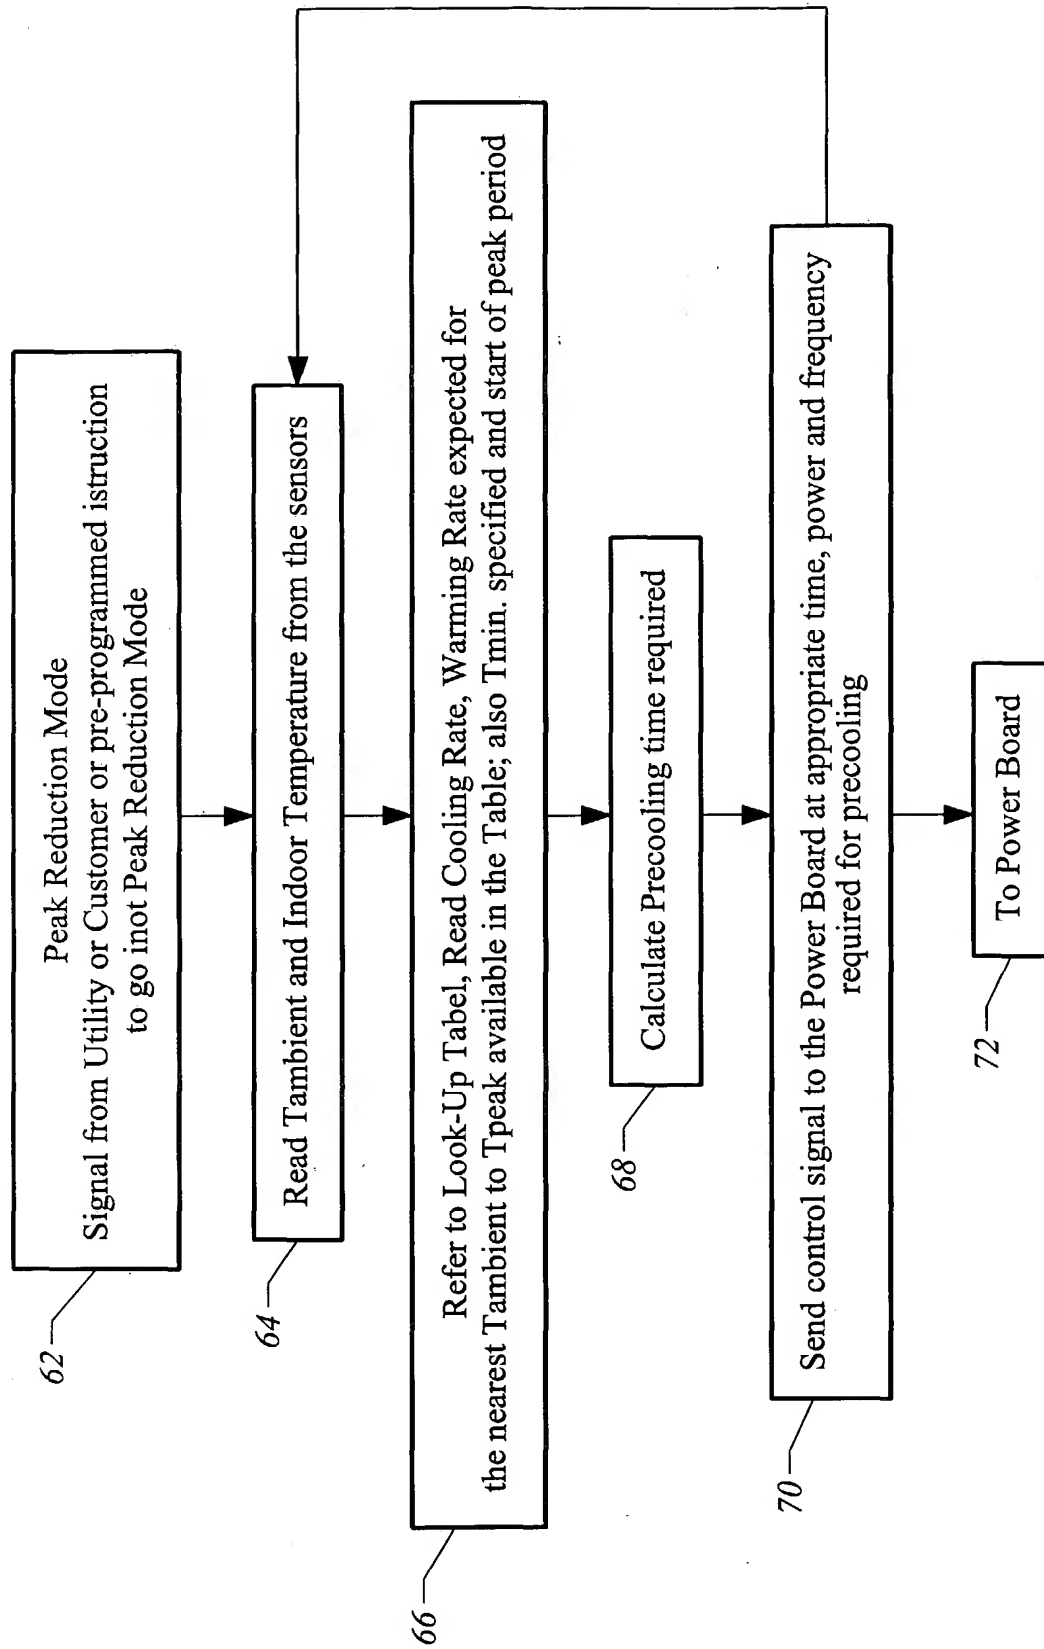 Peak Reduction Mode
Signal from Utility or Customer or pre-programmed istruction
to go inot Peak Reduction Mode
62
Read Tambient and Indoor Temperature from the sensors
64
Refer to Look-Up Tabel, Read Cooling Rate, Warming Rate expected for
the nearest Tambient to Tpeak available in the Table; also Tmin. specified and start of peak period
66
Calculate Precooling time required
68
Send control signal to the Power Board at appropriate time, power and frequency
required for precooling
70
To Power Board
72